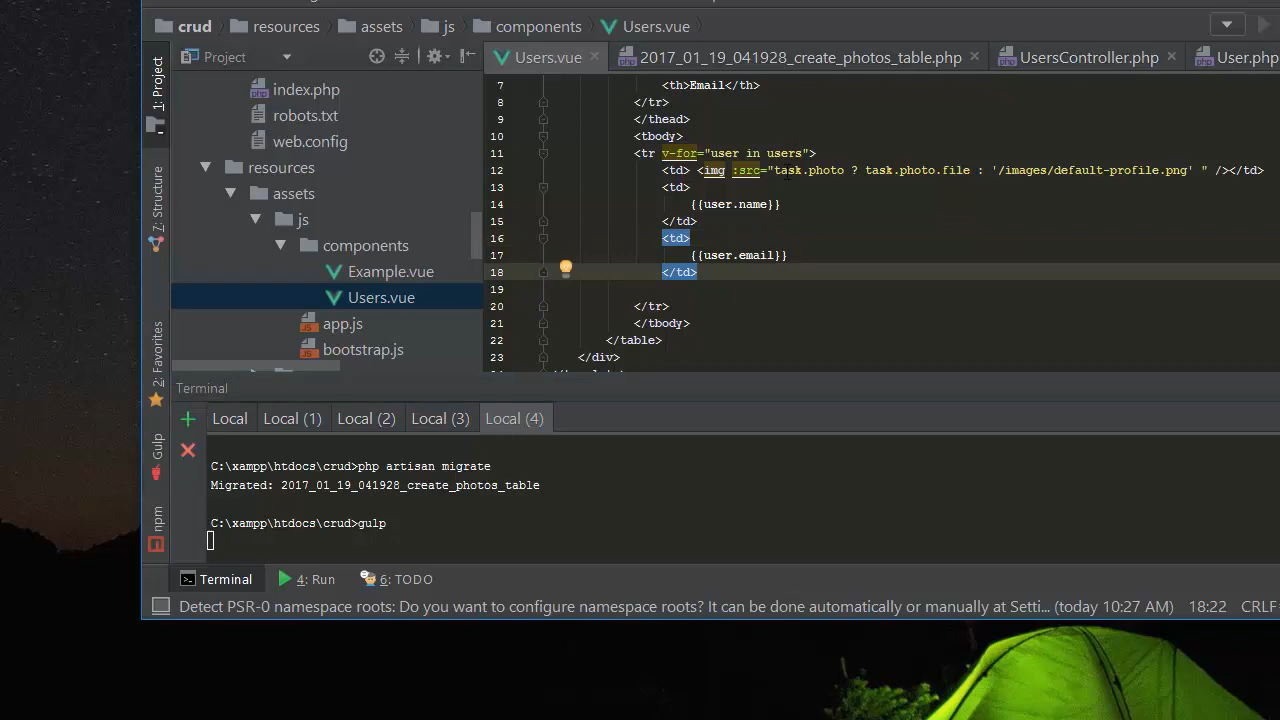 crud resources assets js components Users.vue
Project Users.vue 2017_01_19_041928_create_photos_table.php UsersController.php User.php
1: Project
7: Structure
2: Favorites
Gulp
npm
index.php
robots.txt
web.config
resources
assets
js
components
Example.vue
Users.vue
app.js
bootstrap.js
7 <th>Email</th>
8 </tr>
9 </thead>
10 <tbody>
11 <tr v-for="user in users">
12 <td> <img :src="task.photo ? task.photo.file : '/images/default-profile.png' " /></td>
13 <td>
14 {{user.name}}
15 </td>
16 <td>
17 {{user.email}}
18 </td>
19
20 </tr>
21 </tbody>
22 </table>
23 </div>
Terminal
Local Local (1) Local (2) Local (3) Local (4)
C:\xampp\htdocs\crud>php artisan migrate
Migrated: 2017_01_19_041928_create_photos_table
C:\xampp\htdocs\crud>gulp
Terminal 4: Run 6: TODO
Detect PSR-0 namespace roots: Do you want to configure namespace roots? It can be done automatically or manually at Setti... (today 10:27 AM) 18:22 CRLF